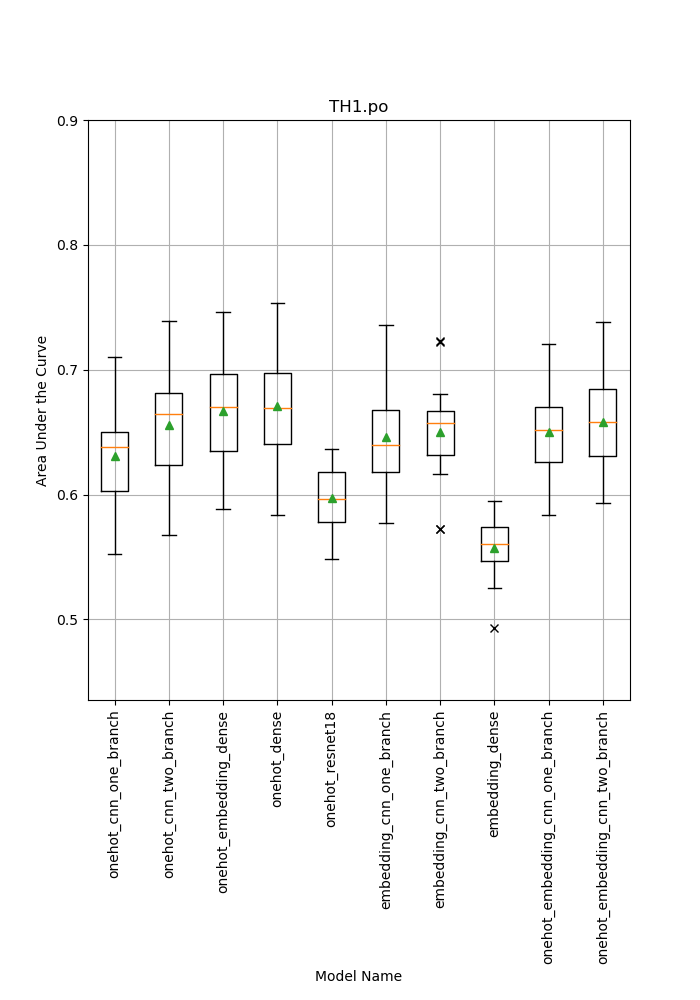 TH1.po
0.9
0.8
0.7
0.6
0.5
Area Under the Curve
onehot_cnn_one_branch
onehot_cnn_two_branch
onehot_embedding_dense
onehot_dense
onehot_resnet18
embedding_cnn_one_branch
embedding_cnn_two_branch
embedding_dense
onehot_embedding_cnn_one_branch
onehot_embedding_cnn_two_branch
Model Name